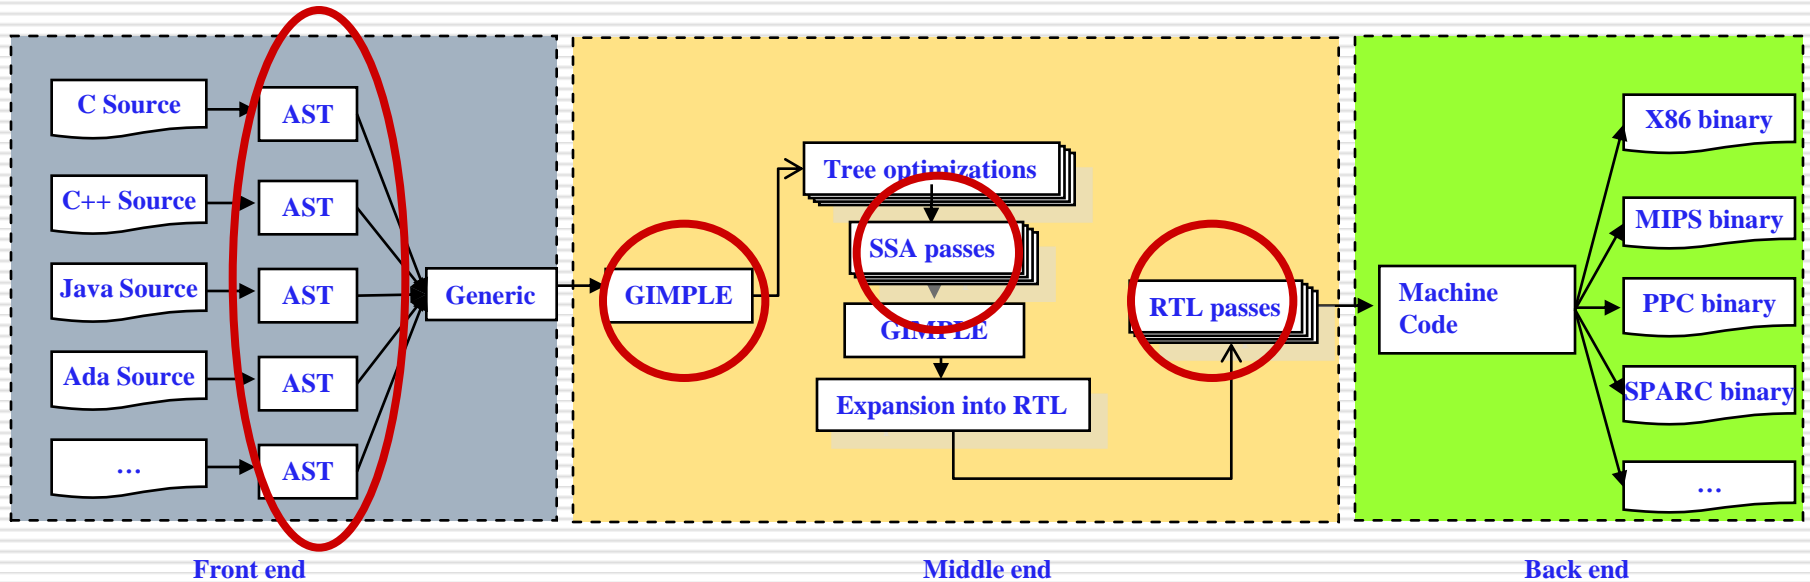 C Source
AST
C++ Source
AST
Java Source
AST
Ada Source
AST
…
AST
Generic
GIMPLE
Tree optimizations
SSA passes
GIMPLE
Expansion into RTL
RTL passes
Machine
Code
X86 binary
MIPS binary
PPC binary
SPARC binary
…
Front end
Middle end
Back end